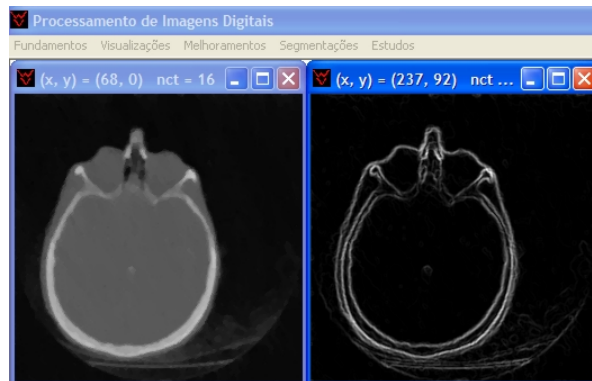 Processamento de Imagens Digitais
Fundamentos Visualizações Melhoramentos Segmentações Estudos
(x, y) = (68, 0) nct = 16
(x, y) = (237, 92) nct ...